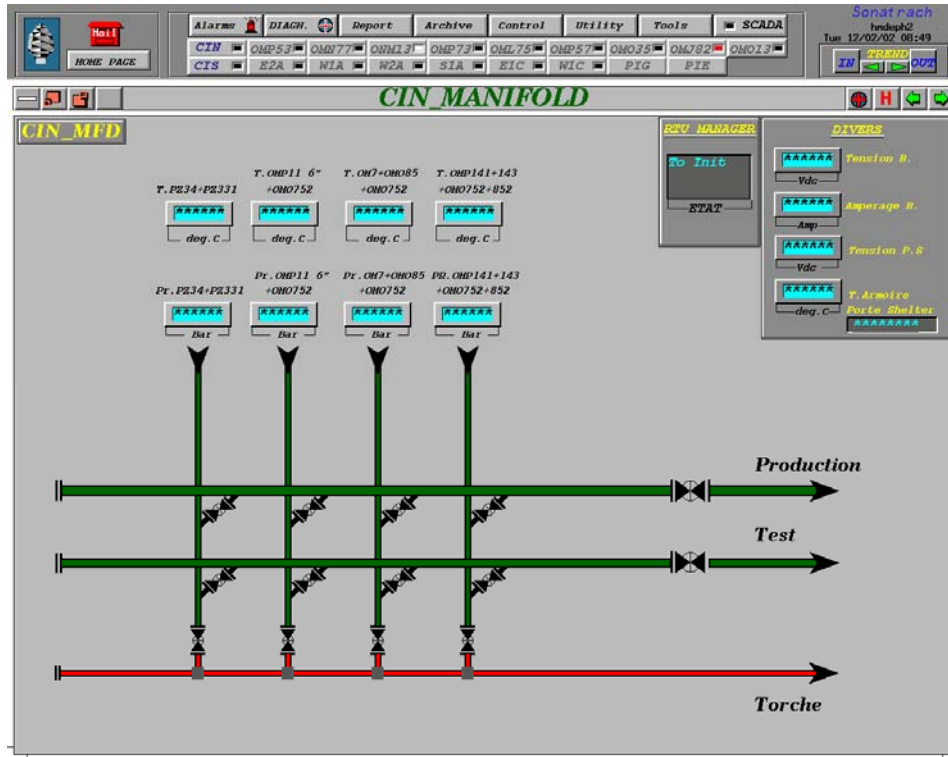 Mail
HOME PAGE
Alarms DIAGN. Report Archive Control Utility Tools SCADA
CIN OMP53 OMN77 ONM13 OMP73 OML75 OMP57 OMO35 OMJ82 OMO13
CIS E2A W1A W2A S1A E1C W1C PIG PIE
Sonatrach
hndeph2
Tue 12/02/02 08:49
TREND
IN OUT
CIN_MANIFOLD
H
CIN_MFD
RTU MANAGER
To Init
ETAT
DIVERS
****** Tension B.
Vdc
****** Amperage B.
Amp
****** Tension P.S
Vdc
****** T.Armoire
deg.C Porte Shelter
********
T.PZ34+PZ331
T.OMP11 6"
+OMO752
T.OM7+OMO85
+OMO752
T.OMP141+143
+OMO752+852
****** ****** ****** ******
deg.C deg.C deg.C deg.C
Pr.PZ34+PZ331
Pr.OMP11 6"
+OMO752
Pr.OM7+OMO85
+OMO752
PR.OMP141+143
+OMO752+852
****** ****** ****** ******
Bar Bar Bar Bar
Production
Test
Torche